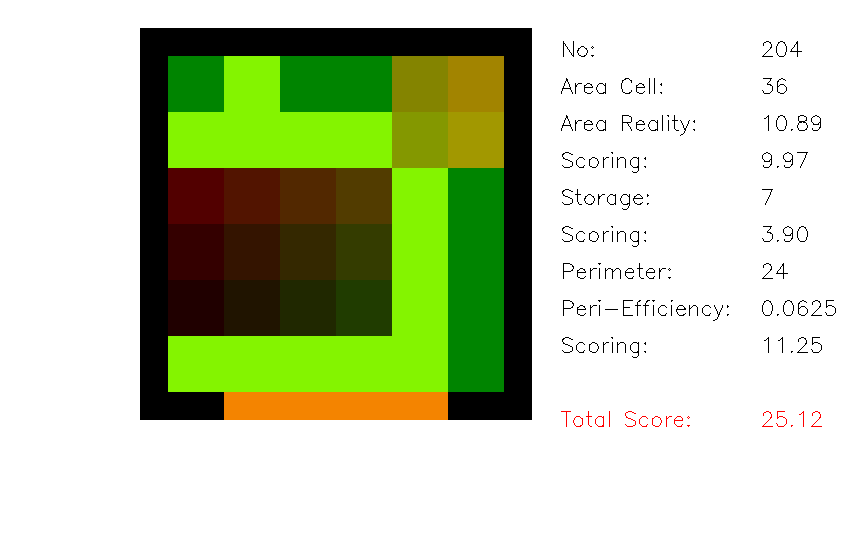 No: 204
Area Cell: 36
Area Reality: 10.89
Scoring: 9.97
Storage: 7
Scoring: 3.90
Perimeter: 24
Peri-Efficiency: 0.0625
Scoring: 11.25
Total Score: 25.12